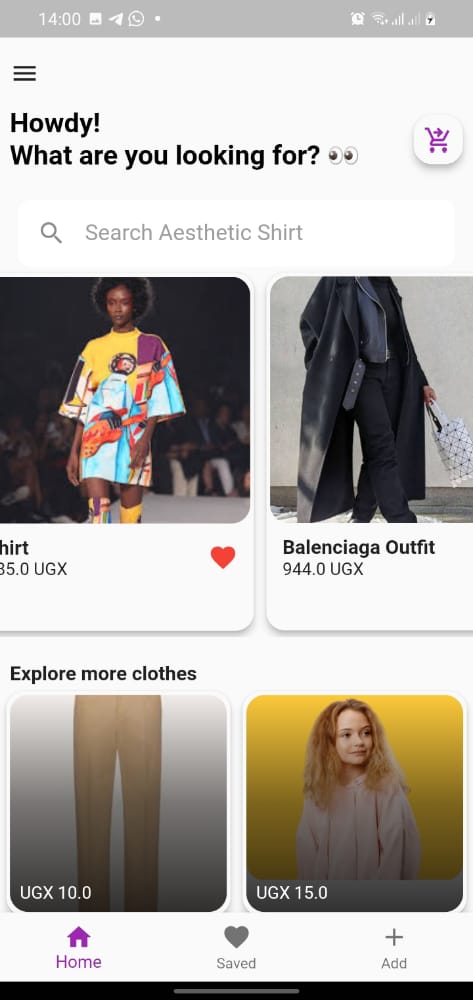 14:00
Howdy!
What are you looking for? 👀
Search Aesthetic Shirt
hirt
35.0 UGX
Balenciaga Outfit
944.0 UGX
Explore more clothes
UGX 10.0
UGX 15.0
Home
Saved
Add